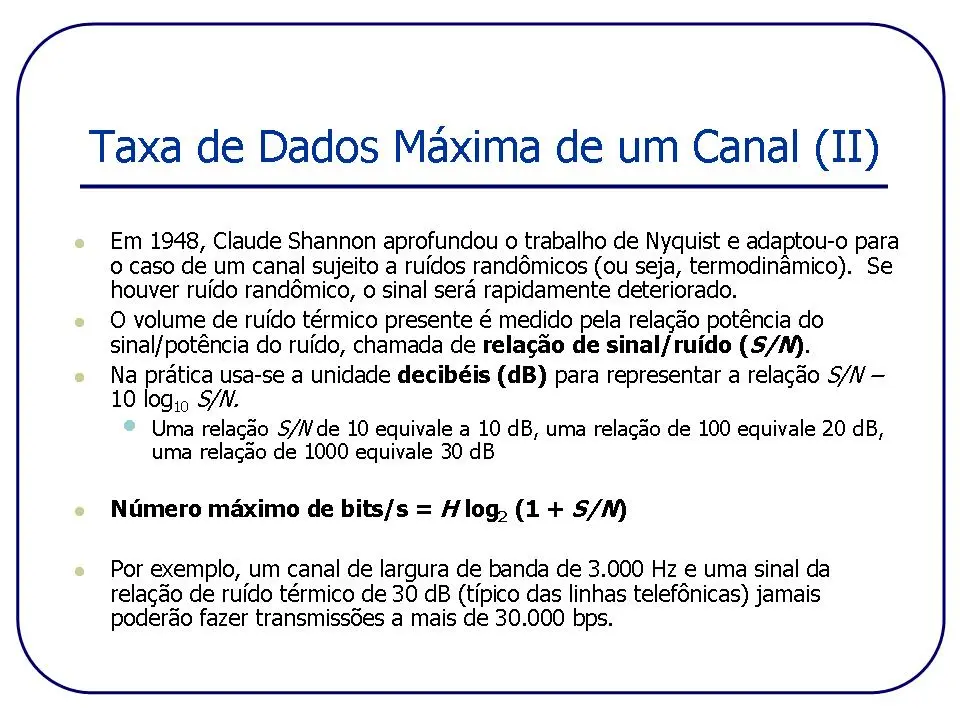 Taxa de Dados Máxima de um Canal (II)
Em 1948, Claude Shannon aprofundou o trabalho de Nyquist e adaptou-o para
o caso de um canal sujeito a ruídos randômicos (ou seja, termodinâmico). Se
houver ruído randômico, o sinal será rapidamente deteriorado.
O volume de ruído térmico presente é medido pela relação potência do
sinal/potência do ruído, chamada de relação de sinal/ruído (S/N).
Na prática usa-se a unidade decibéis (dB) para representar a relação S/N –
10 log₁₀ S/N.
Uma relação S/N de 10 equivale a 10 dB, uma relação de 100 equivale 20 dB,
uma relação de 1000 equivale 30 dB
Número máximo de bits/s = H log₂ (1 + S/N)
Por exemplo, um canal de largura de banda de 3.000 Hz e uma sinal da
relação de ruído térmico de 30 dB (típico das linhas telefônicas) jamais
poderão fazer transmissões a mais de 30.000 bps.